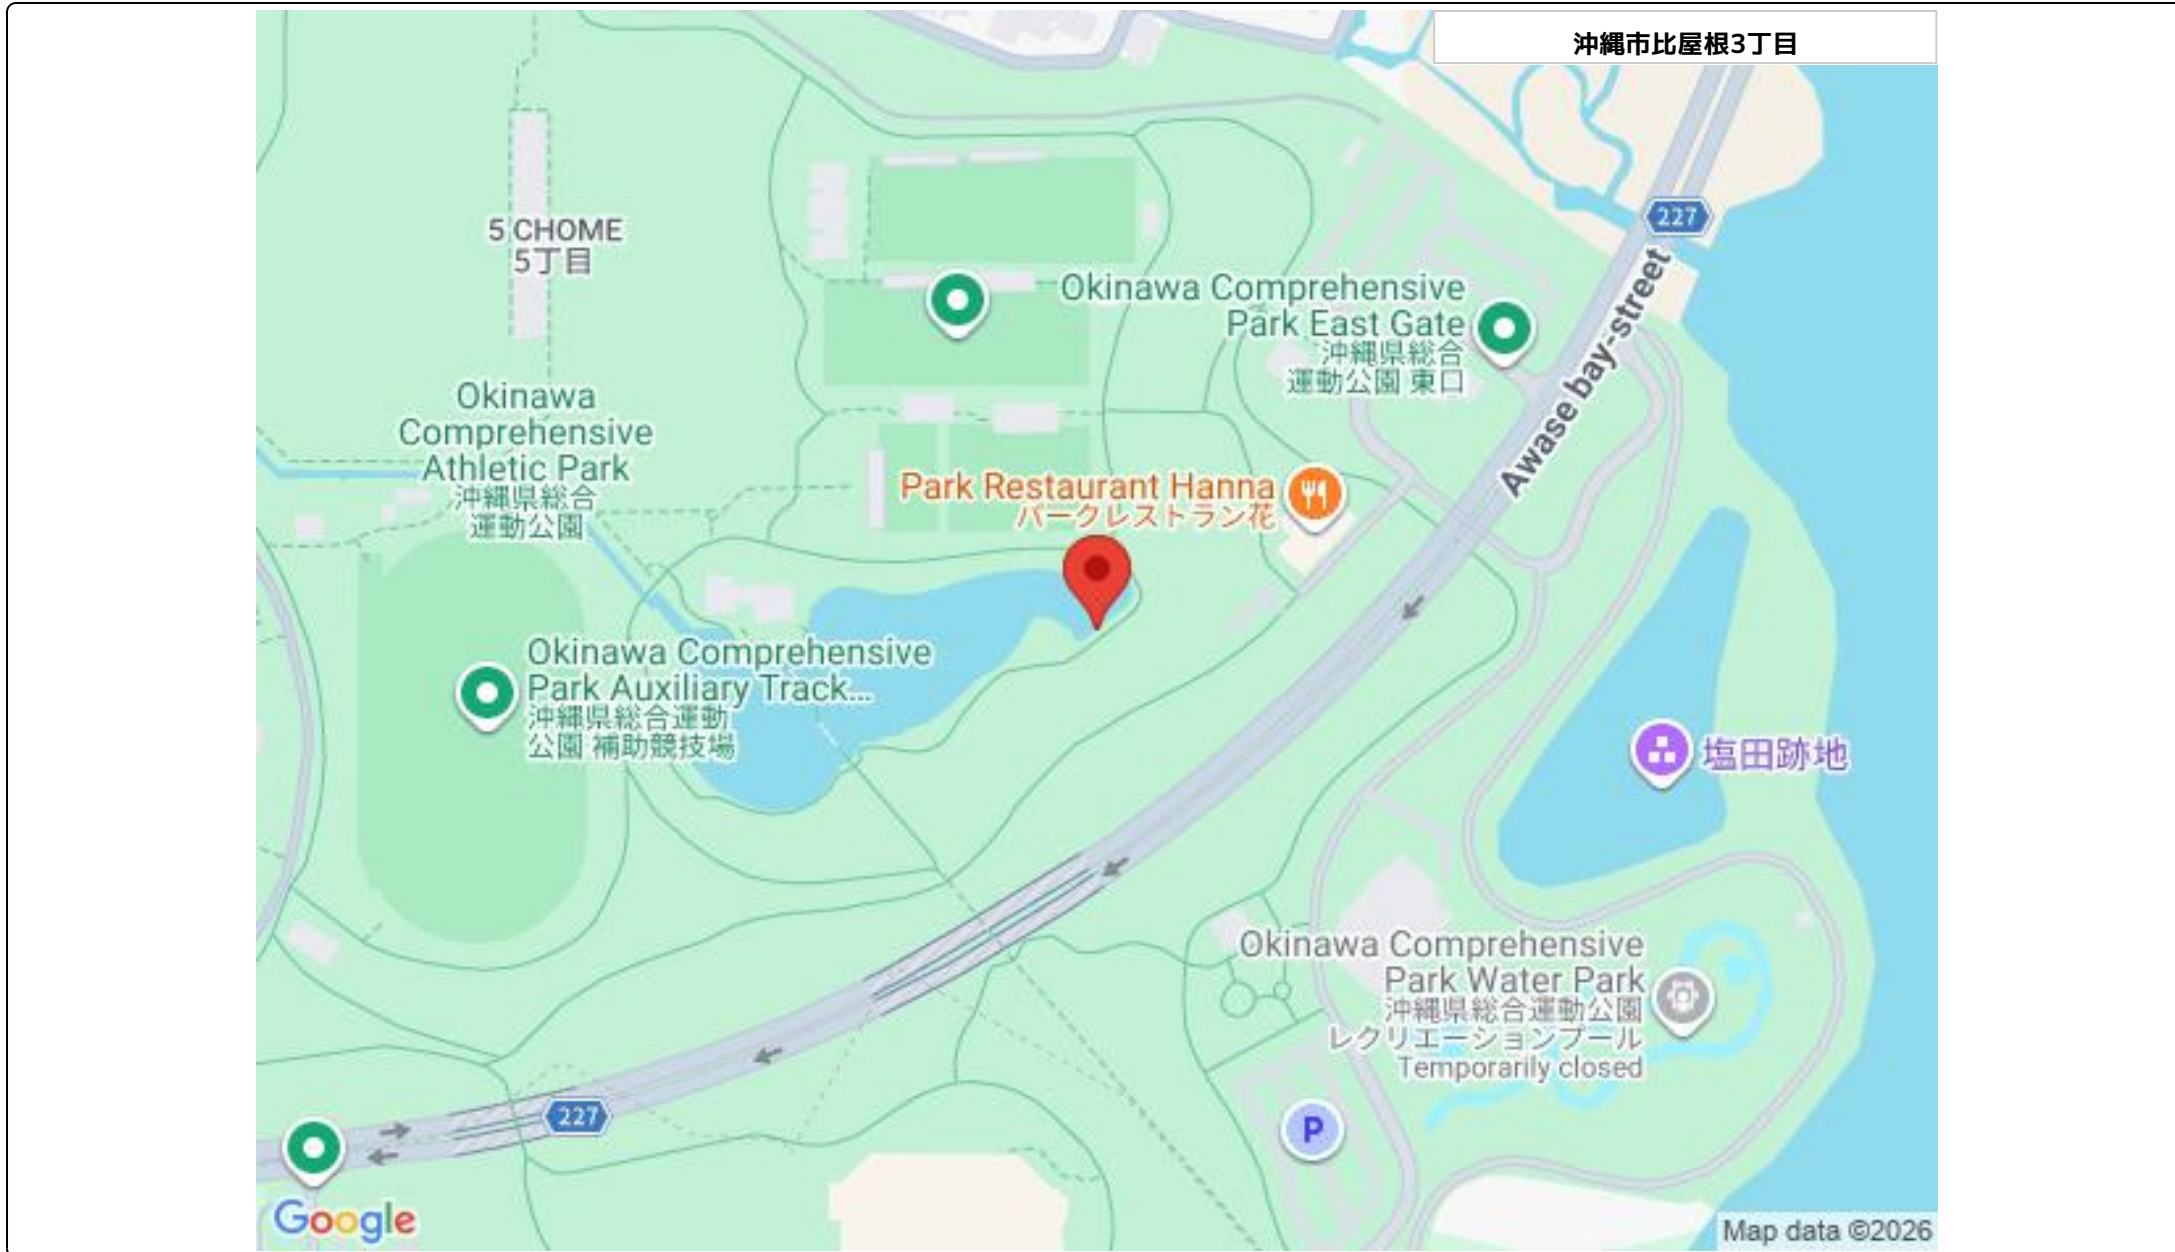 沖縄市比屋根3丁目
227
5 CHOME
5丁目
Okinawa Comprehensive
Park East Gate
沖縄県総合
運動公園 東口
Awase bay-street
Okinawa
Comprehensive
Athletic Park
沖縄県総合
運動公園
Park Restaurant Hanna
パークレストラン花
Okinawa Comprehensive
Park Auxiliary Track...
沖縄県総合運動
公園 補助競技場
塩田跡地
Okinawa Comprehensive
Park Water Park
沖縄県総合運動公園
レクリエーションプール
Temporarily closed
227
P
Google
Map data ©2026